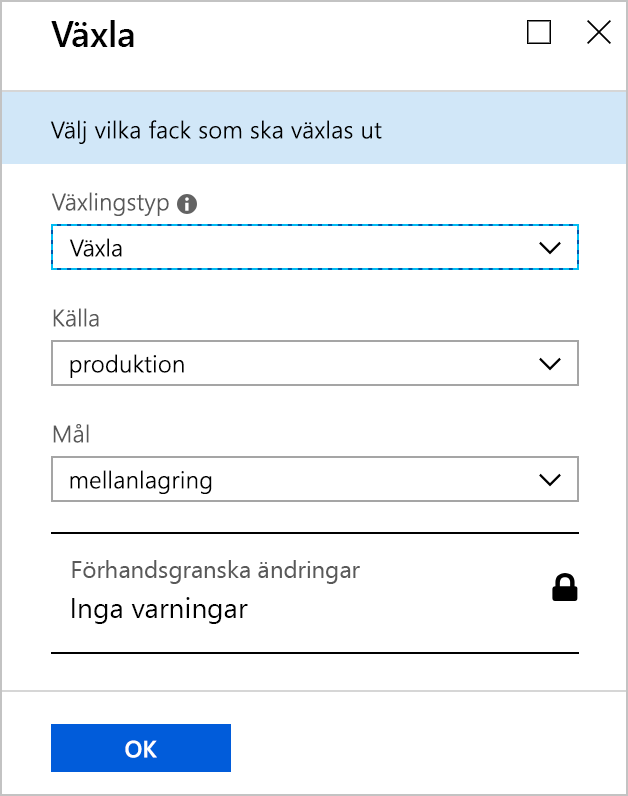 Växla
Välj vilka fack som ska växlas ut
Växlingstyp
Växla
Källa
produktion
Mål
mellanlagring
Förhandsgranska ändringar
Inga varningar
OK